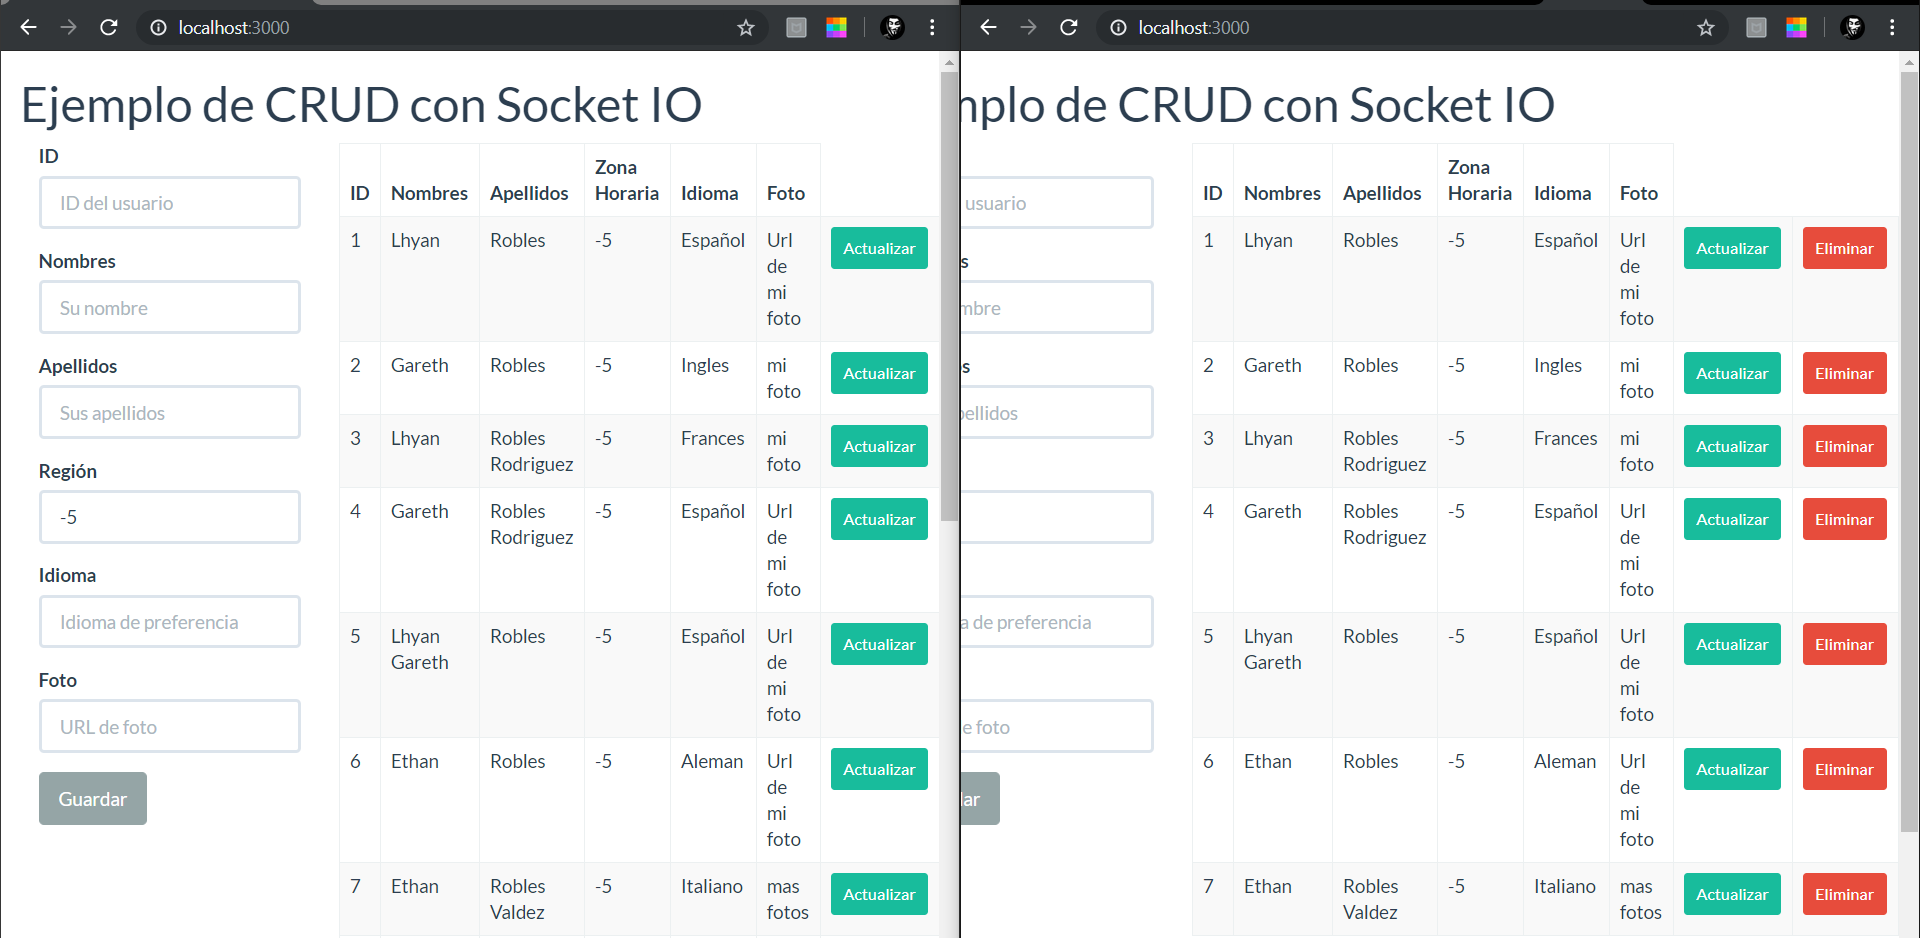 localhost:3000
Ejemplo de CRUD con Socket IO
ID
ID del usuario
Nombres
Su nombre
Apellidos
Sus apellidos
Región
-5
Idioma
Idioma de preferencia
Foto
URL de foto
Guardar
ID Nombres Apellidos Zona Horaria Idioma Foto
1 Lhyan Robles -5 Español Url de mi foto Actualizar
2 Gareth Robles -5 Ingles mi foto Actualizar
3 Lhyan Robles Rodriguez -5 Frances mi foto Actualizar
4 Gareth Robles Rodriguez -5 Español Url de mi foto Actualizar
5 Lhyan Gareth Robles -5 Español Url de mi foto Actualizar
6 Ethan Robles -5 Aleman Url de mi foto Actualizar
7 Ethan Robles Valdez -5 Italiano mas fotos Actualizar
localhost:3000
mplo de CRUD con Socket IO
usuario
s
mbre
s
pellidos
a de preferencia
e foto
lar
ID Nombres Apellidos Zona Horaria Idioma Foto
1 Lhyan Robles -5 Español Url de mi foto Actualizar Eliminar
2 Gareth Robles -5 Ingles mi foto Actualizar Eliminar
3 Lhyan Robles Rodriguez -5 Frances mi foto Actualizar Eliminar
4 Gareth Robles Rodriguez -5 Español Url de mi foto Actualizar Eliminar
5 Lhyan Gareth Robles -5 Español Url de mi foto Actualizar Eliminar
6 Ethan Robles -5 Aleman Url de mi foto Actualizar Eliminar
7 Ethan Robles Valdez -5 Italiano mas fotos Actualizar Eliminar